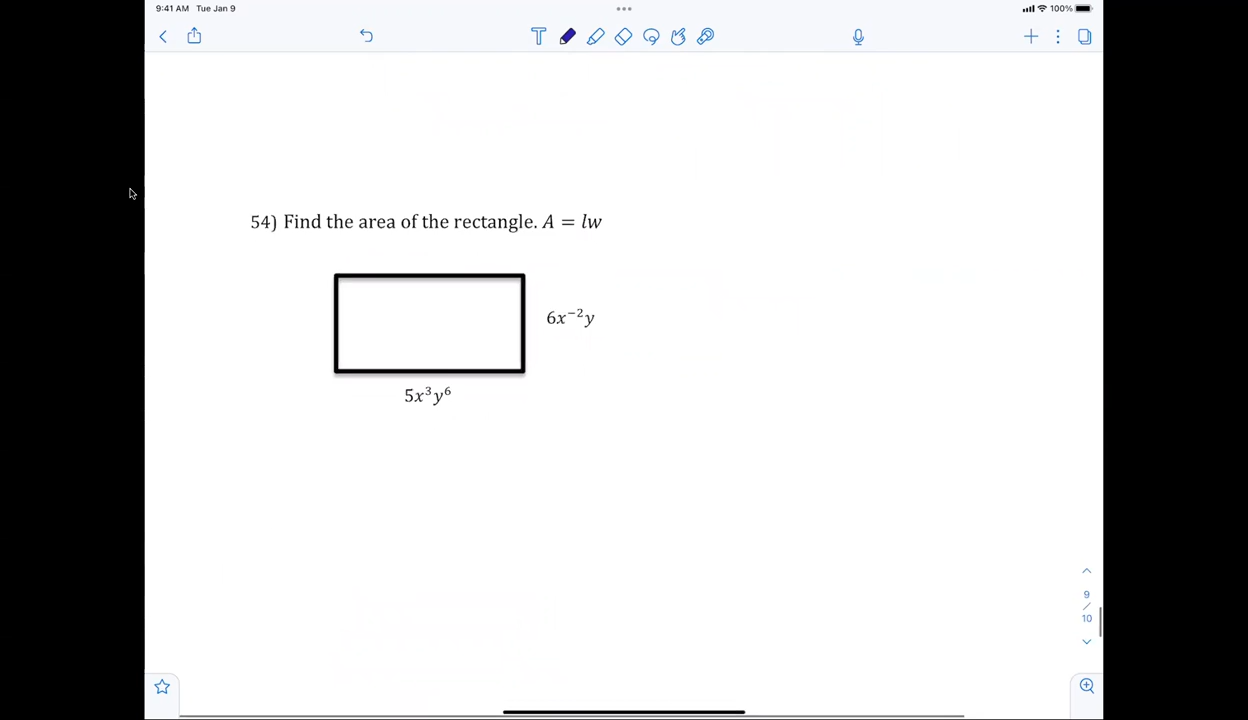 9:41 AM Tue Jan 9
100%
54) Find the area of the rectangle. A = lw
6x⁻²y
5x³y⁶
9
/
10